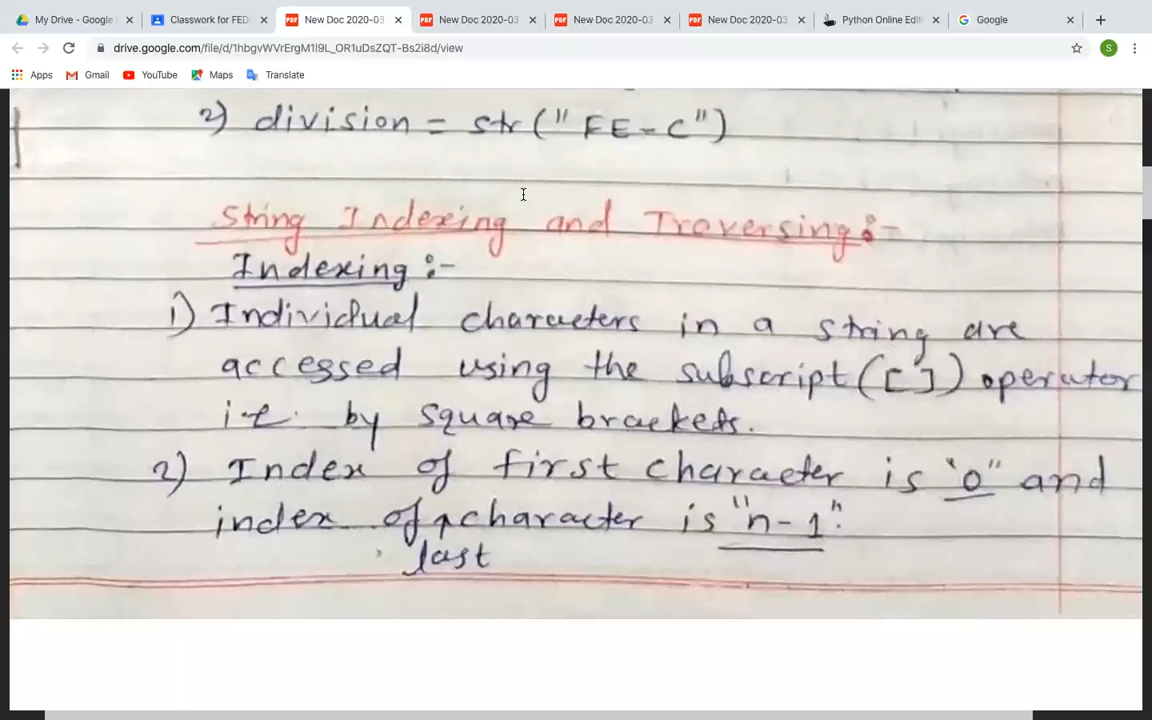 My Drive - Google
Classwork for FED
New Doc 2020-03
New Doc 2020-03
New Doc 2020-03
New Doc 2020-03
Python Online Edit
Google
drive.google.com/file/d/1hbgvWVrErgM1I9L_OR1uDsZQT-Bs2i8d/view
S
Apps
Gmail
YouTube
Maps
Translate
2) division = str(" FE - C")
String Indexing and Traversing :-
Indexing :-
1) Individual characters in a string are
accessed using the subscript ([ ]) operator
i.e. by square brackets.
2) Index of first character is "0" and
index of last character is "n-1".